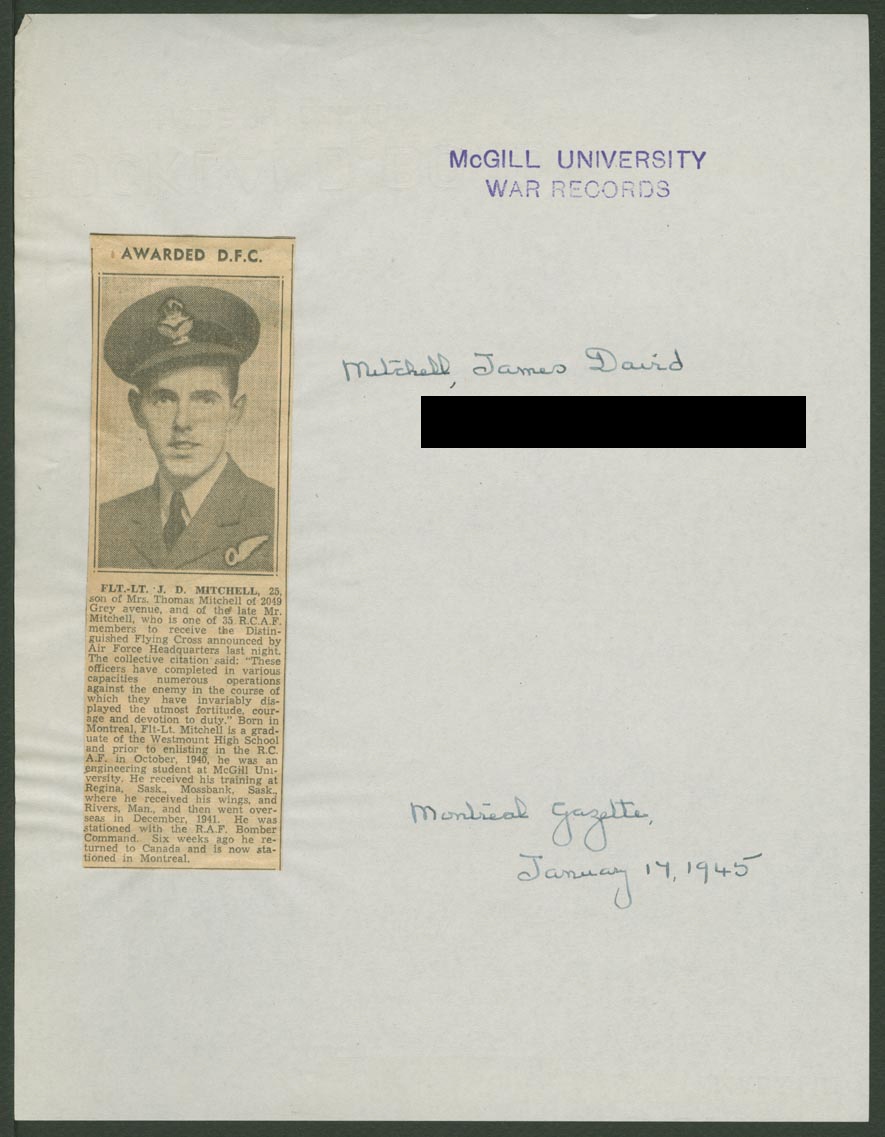 McGILL UNIVERSITY
WAR RECORDS
AWARDED D.F.C.
Mitchell, James David
FLT.-LT. J. D. MITCHELL, 25,
son of Mrs. Thomas Mitchell of 2049
Grey avenue, and of the late Mr.
Mitchell, who is one of 35 R.C.A.F.
members to receive the Distin-
guished Flying Cross announced by
Air Force Headquarters last night.
The collective citation said: "These
officers have completed in various
capacities numerous operations
against the enemy in the course of
which they have invariably dis-
played the utmost fortitude, cour-
age and devotion to duty." Born in
Montreal, Flt-Lt. Mitchell is a grad-
uate of the Westmount High School
and prior to enlisting in the R.C.
A.F. in October, 1940, he was an
engineering student at McGill Uni-
versity. He received his training at
Regina, Sask., Mossbank, Sask.,
where he received his wings, and
Rivers, Man., and then went over-
seas in December, 1941. He was
stationed with the R.A.F. Bomber
Command. Six weeks ago he re-
turned to Canada and is now sta-
tioned in Montreal.
Montreal Gazette,
January 17, 1945